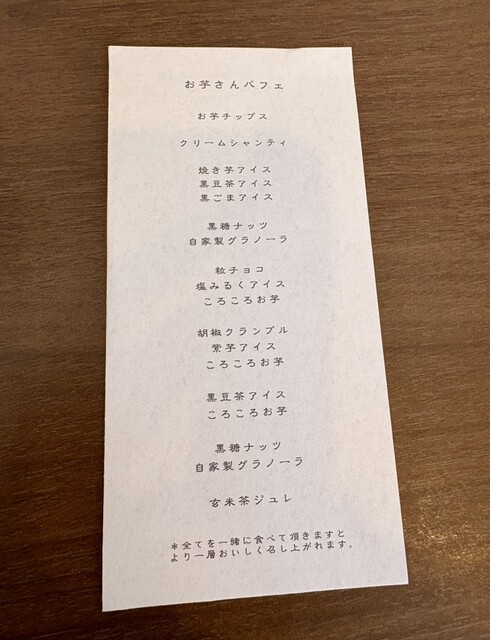 お芋さんパフェ
お芋チップス
クリームシャンティ
焼き芋アイス
黒豆茶アイス
黒ごまアイス
黒糖ナッツ
自家製グラノーラ
粒チョコ
塩みるくアイス
ころころお芋
胡椒クランブル
紫芋アイス
ころころお芋
黒豆茶アイス
ころころお芋
黒糖ナッツ
自家製グラノーラ
玄米茶ジュレ
＊全てを一緒に食べて頂きますと
より一層おいしく召し上がれます。